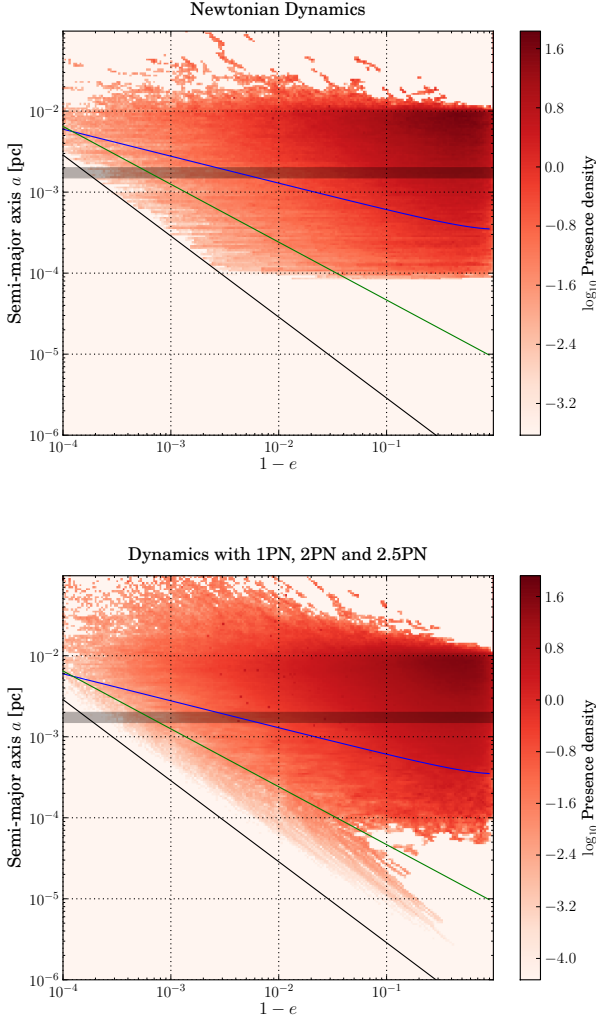 Newtonian Dynamics
Semi-major axis a [pc]
10⁻²
10⁻³
10⁻⁴
10⁻⁵
10⁻⁶
10⁻⁴ 10⁻³ 10⁻² 10⁻¹
1 − e
1.6
0.8
0.0
−0.8
−1.6
−2.4
−3.2
log₁₀ Presence density
Dynamics with 1PN, 2PN and 2.5PN
Semi-major axis a [pc]
10⁻²
10⁻³
10⁻⁴
10⁻⁵
10⁻⁶
10⁻⁴ 10⁻³ 10⁻² 10⁻¹
1 − e
1.6
0.8
0.0
−0.8
−1.6
−2.4
−3.2
−4.0
log₁₀ Presence density